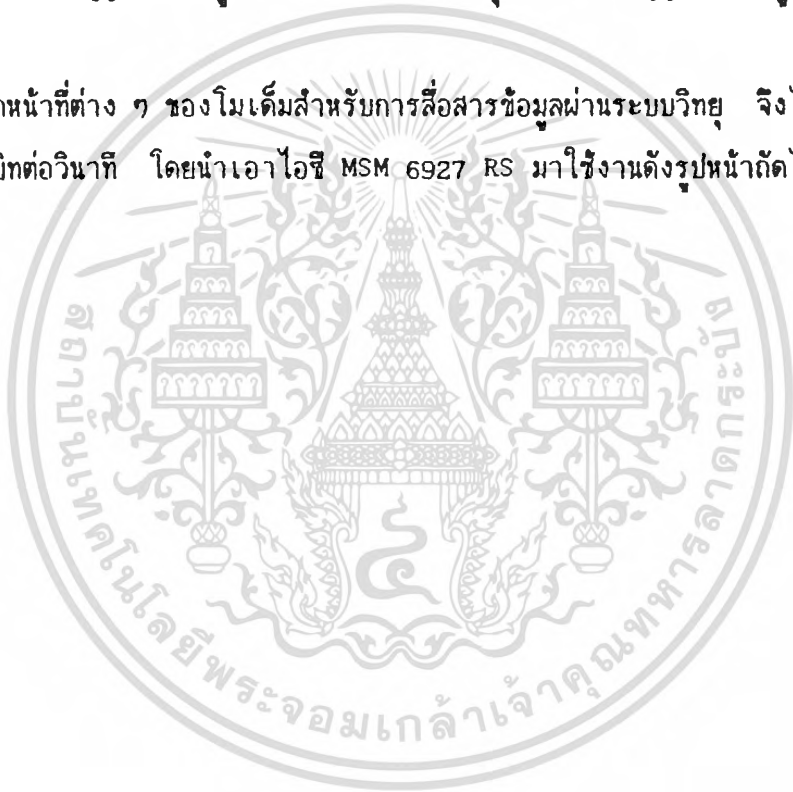 หน้าที่ต่าง ๆ ของโมเด็มสำหรับการสื่อสารข้อมูลผ่านระบบวิทยุ จึง
บิทต่อวินาที โดยนำเอาไอซี MSM 6927 RS มาใช้งานดังรูปหน้าถัด
สถาบันเทคโนโลยีพระจอมเกล้าเจ้าคุณทหารลาดกระบัง